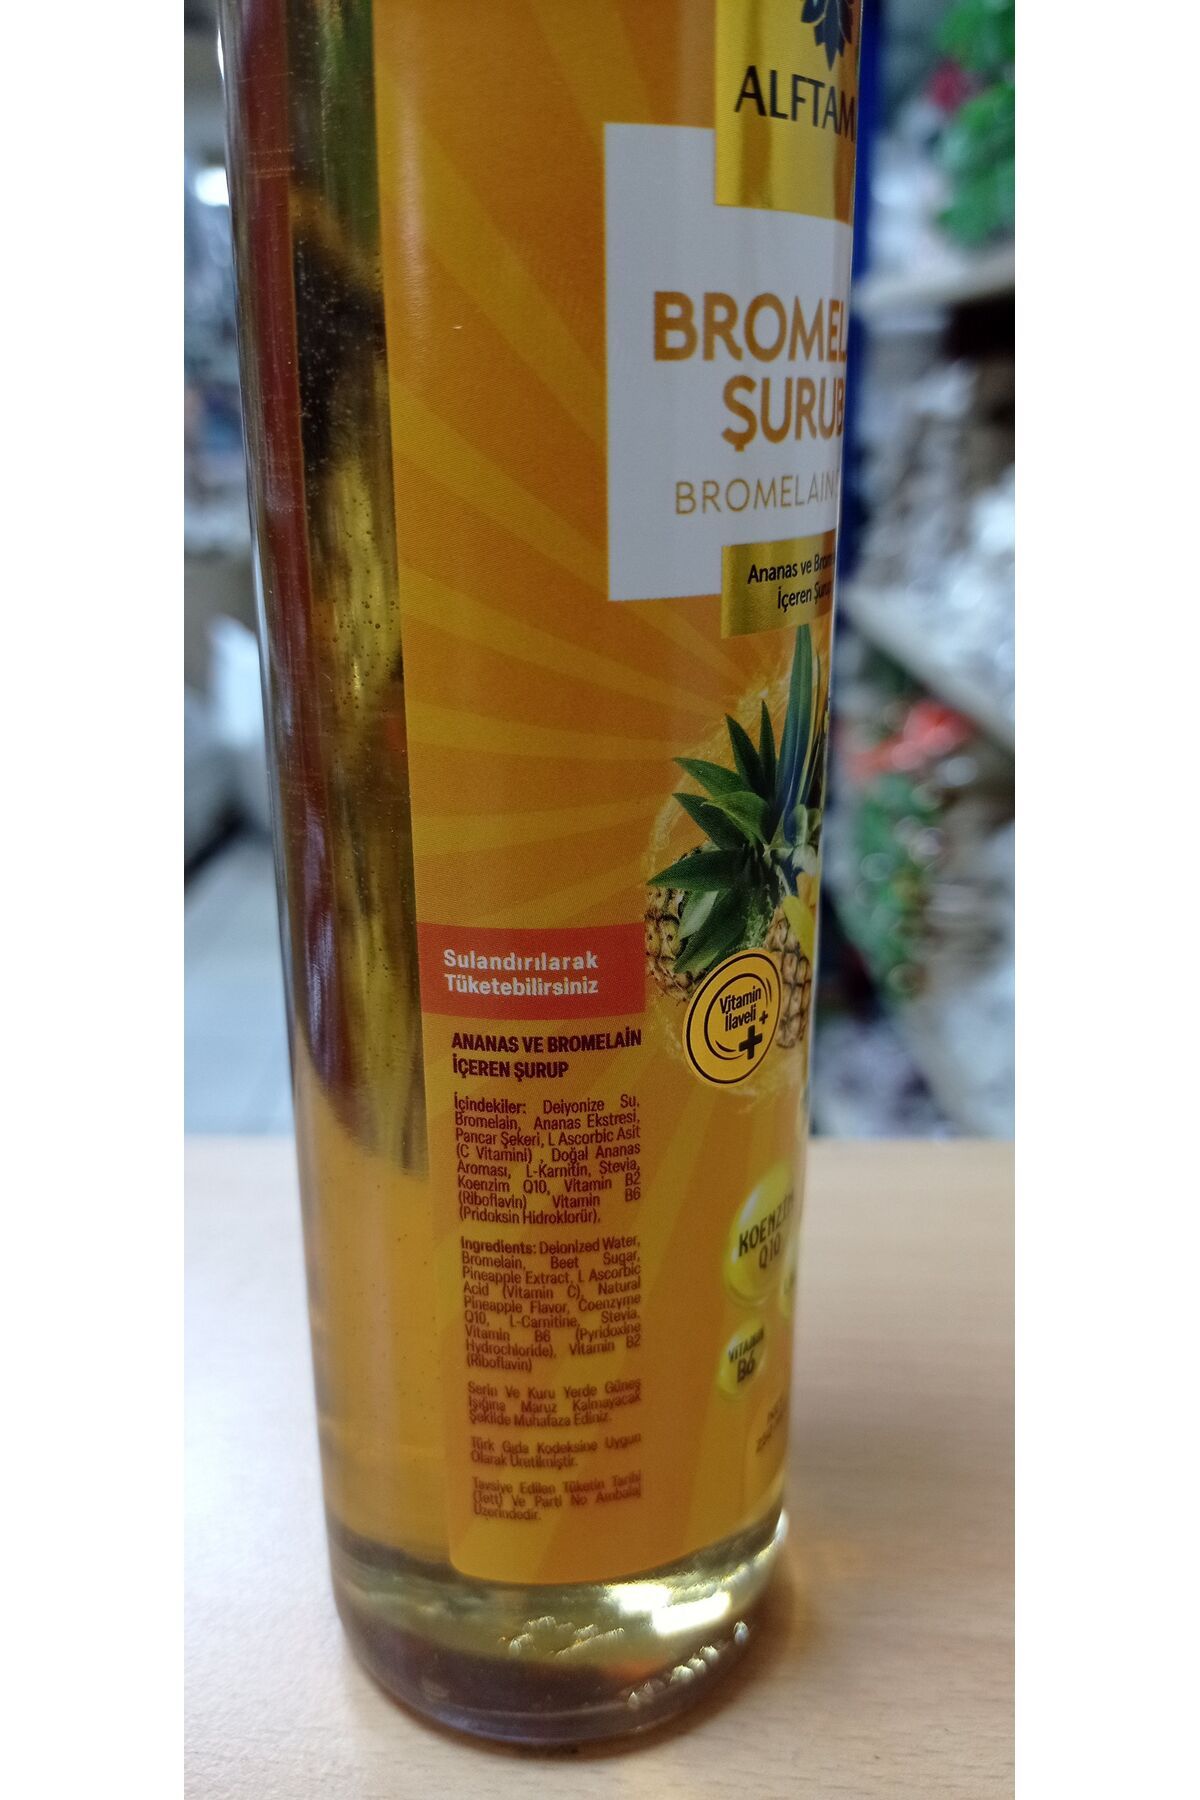 ALFTAM
BROMEL
ŞURUB
BROMELAIN
Ananas ve Brom
İçeren Şurup
Vitamin
İlaveli
Sulandırılarak
Tüketebilirsiniz
ANANAS VE BROMELAİN
İÇEREN ŞURUP
İçindekiler: Deiyonize Su,
Bromelain, Ananas Ekstresi,
Pancar Şekeri, L Ascorbic Asit
(C Vitamini) , Doğal Ananas
Aroması, L-Karnitin, Stevia,
Koenzim Q10, Vitamin B2
(Riboflavin) Vitamin B6
(Pridoksin Hidroklorür).
Ingredients: Deionized Water,
Bromelain, Beet Sugar,
Pineapple Extract, L Ascorbic
Acid (Vitamin C), Natural
Pineapple Flavor, Coenzyme
Q10, L-Carnitine, Stevia.
Vitamin B6 (Pyridoxine
Hydrochloride), Vitamin B2
(Riboflavin)
Serin Ve Kuru Yerde Güneş
Işığına Maruz Kalmayacak
Şekilde Muhafaza Ediniz.
Türk Gıda Kodeksine Uygun
Olarak Üretilmiştir.
Tavsiye Edilen Tüketin Tarihi
(Tett) Ve Parti No Ambalaj
Üzerindedir.
KOENZİM
Q10
VİTAMİN
B6